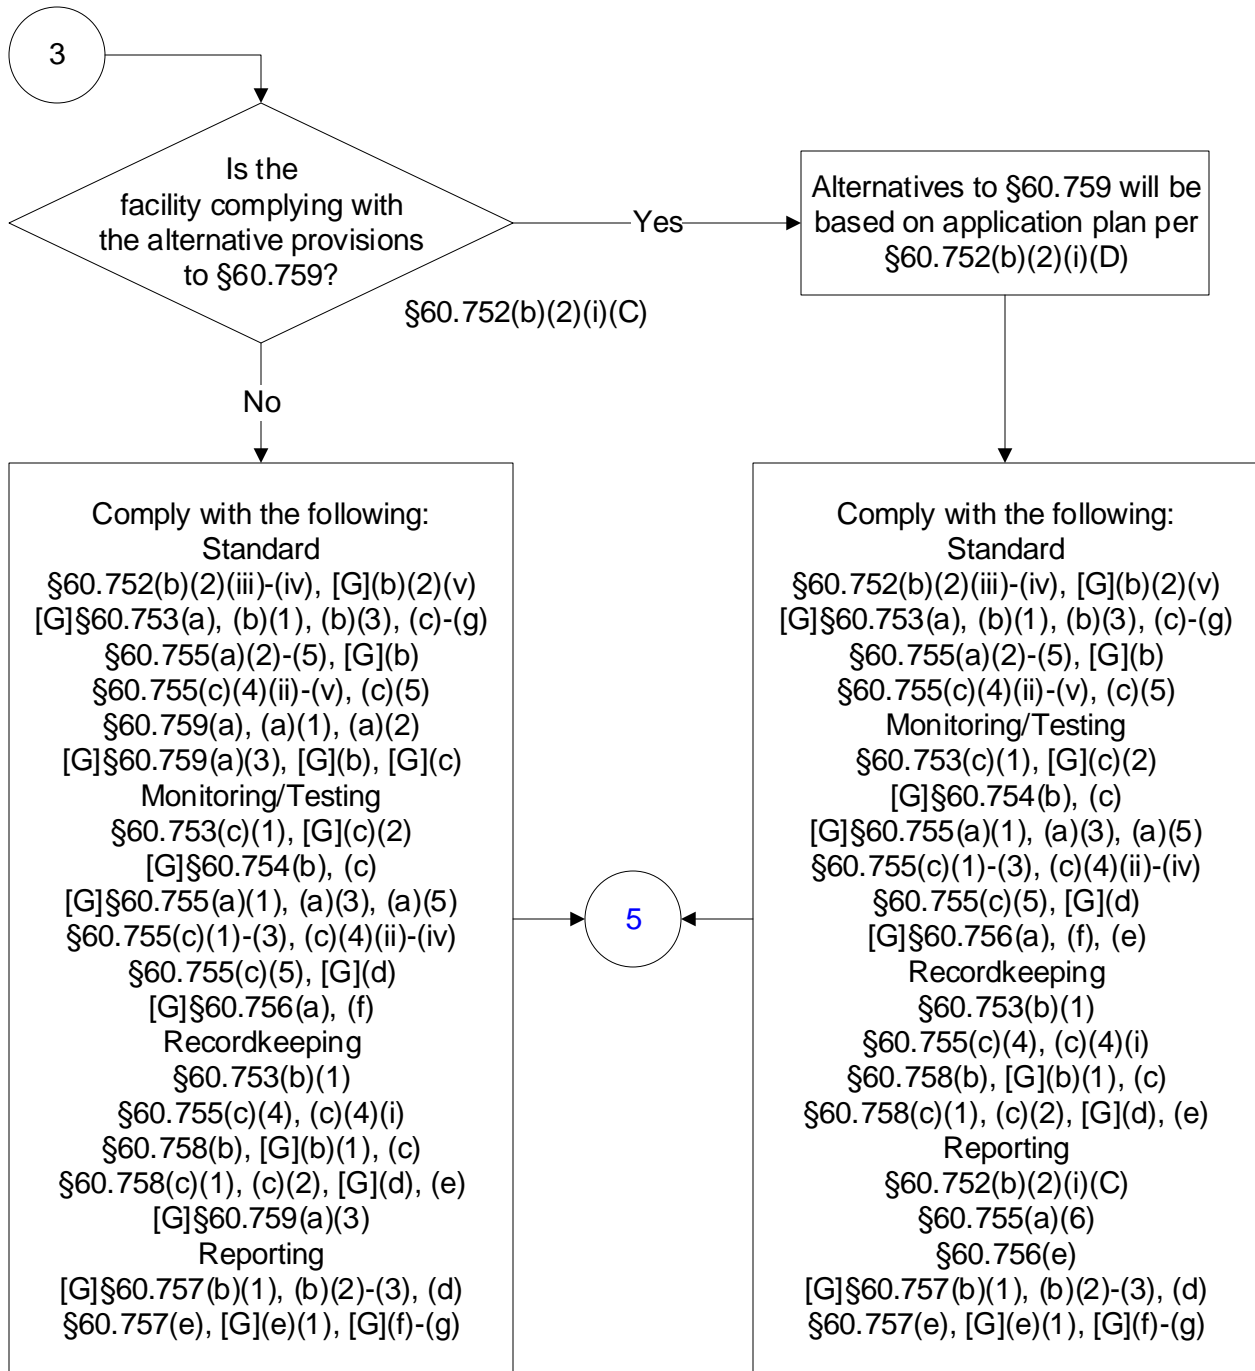 3
Is the
facility complying with
the alternative provisions
to §60.759?
Yes
§60.752(b)(2)(i)(C)
Alternatives to §60.759 will be
based on application plan per
§60.752(b)(2)(i)(D)
No
Comply with the following:
Standard
§60.752(b)(2)(iii)-(iv), [G](b)(2)(v)
[G]§60.753(a), (b)(1), (b)(3), (c)-(g)
§60.755(a)(2)-(5), [G](b)
§60.755(c)(4)(ii)-(v), (c)(5)
§60.759(a), (a)(1), (a)(2)
[G]§60.759(a)(3), [G](b), [G](c)
Monitoring/Testing
§60.753(c)(1), [G](c)(2)
[G]§60.754(b), (c)
[G]§60.755(a)(1), (a)(3), (a)(5)
§60.755(c)(1)-(3), (c)(4)(ii)-(iv)
§60.755(c)(5), [G](d)
[G]§60.756(a), (f)
Recordkeeping
§60.753(b)(1)
§60.755(c)(4), (c)(4)(i)
§60.758(b), [G](b)(1), (c)
§60.758(c)(1), (c)(2), [G](d), (e)
[G]§60.759(a)(3)
Reporting
[G]§60.757(b)(1), (b)(2)-(3), (d)
§60.757(e), [G](e)(1), [G](f)-(g)
5
Comply with the following:
Standard
§60.752(b)(2)(iii)-(iv), [G](b)(2)(v)
[G]§60.753(a), (b)(1), (b)(3), (c)-(g)
§60.755(a)(2)-(5), [G](b)
§60.755(c)(4)(ii)-(v), (c)(5)
Monitoring/Testing
§60.753(c)(1), [G](c)(2)
[G]§60.754(b), (c)
[G]§60.755(a)(1), (a)(3), (a)(5)
§60.755(c)(1)-(3), (c)(4)(ii)-(iv)
§60.755(c)(5), [G](d)
[G]§60.756(a), (f), (e)
Recordkeeping
§60.753(b)(1)
§60.755(c)(4), (c)(4)(i)
§60.758(b), [G](b)(1), (c)
§60.758(c)(1), (c)(2), [G](d), (e)
Reporting
§60.752(b)(2)(i)(C)
§60.755(a)(6)
§60.756(e)
[G]§60.757(b)(1), (b)(2)-(3), (d)
§60.757(e), [G](e)(1), [G](f)-(g)